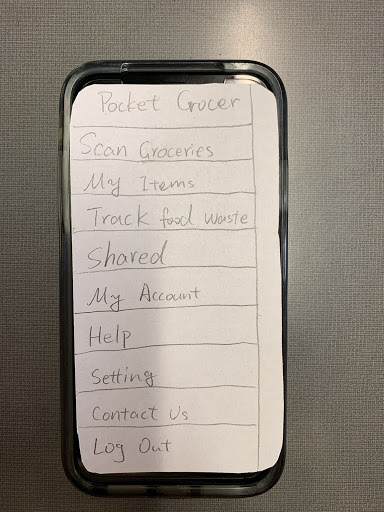 Pocket Grocer
Scan Groceries
My Items
Track food waste
Shared
My Account
Help
Setting
Contact Us
Log Out